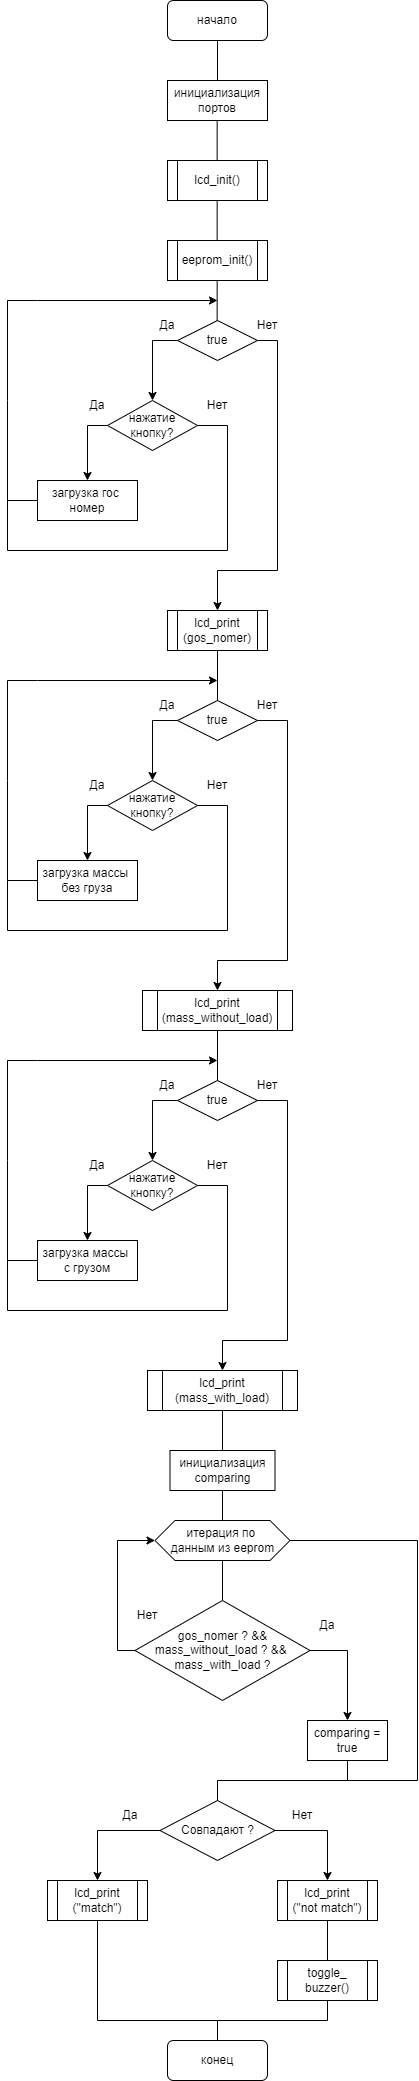 начало
инициализация
портов
lcd_init()
eeprom_init()
Да
Нет
true
Да
нажатие
кнопку?
Нет
загрузка гос
номер
lcd_print
(gos_nomer)
Да
Нет
true
Да
нажатие
кнопку?
Нет
загрузка массы
без груза
lcd_print
(mass_without_load)
Да
Нет
true
Да
нажатие
кнопку?
Нет
загрузка массы
с грузом
lcd_print
(mass_with_load)
инициализация
comparing
итерация по
данным из eeprom
Нет
Да
gos_nomer ? &&
mass_without_load ? &&
mass_with_load ?
comparing =
true
Да
Нет
Совпадают ?
lcd_print
("match")
lcd_print
("not match")
toggle_
buzzer()
конец